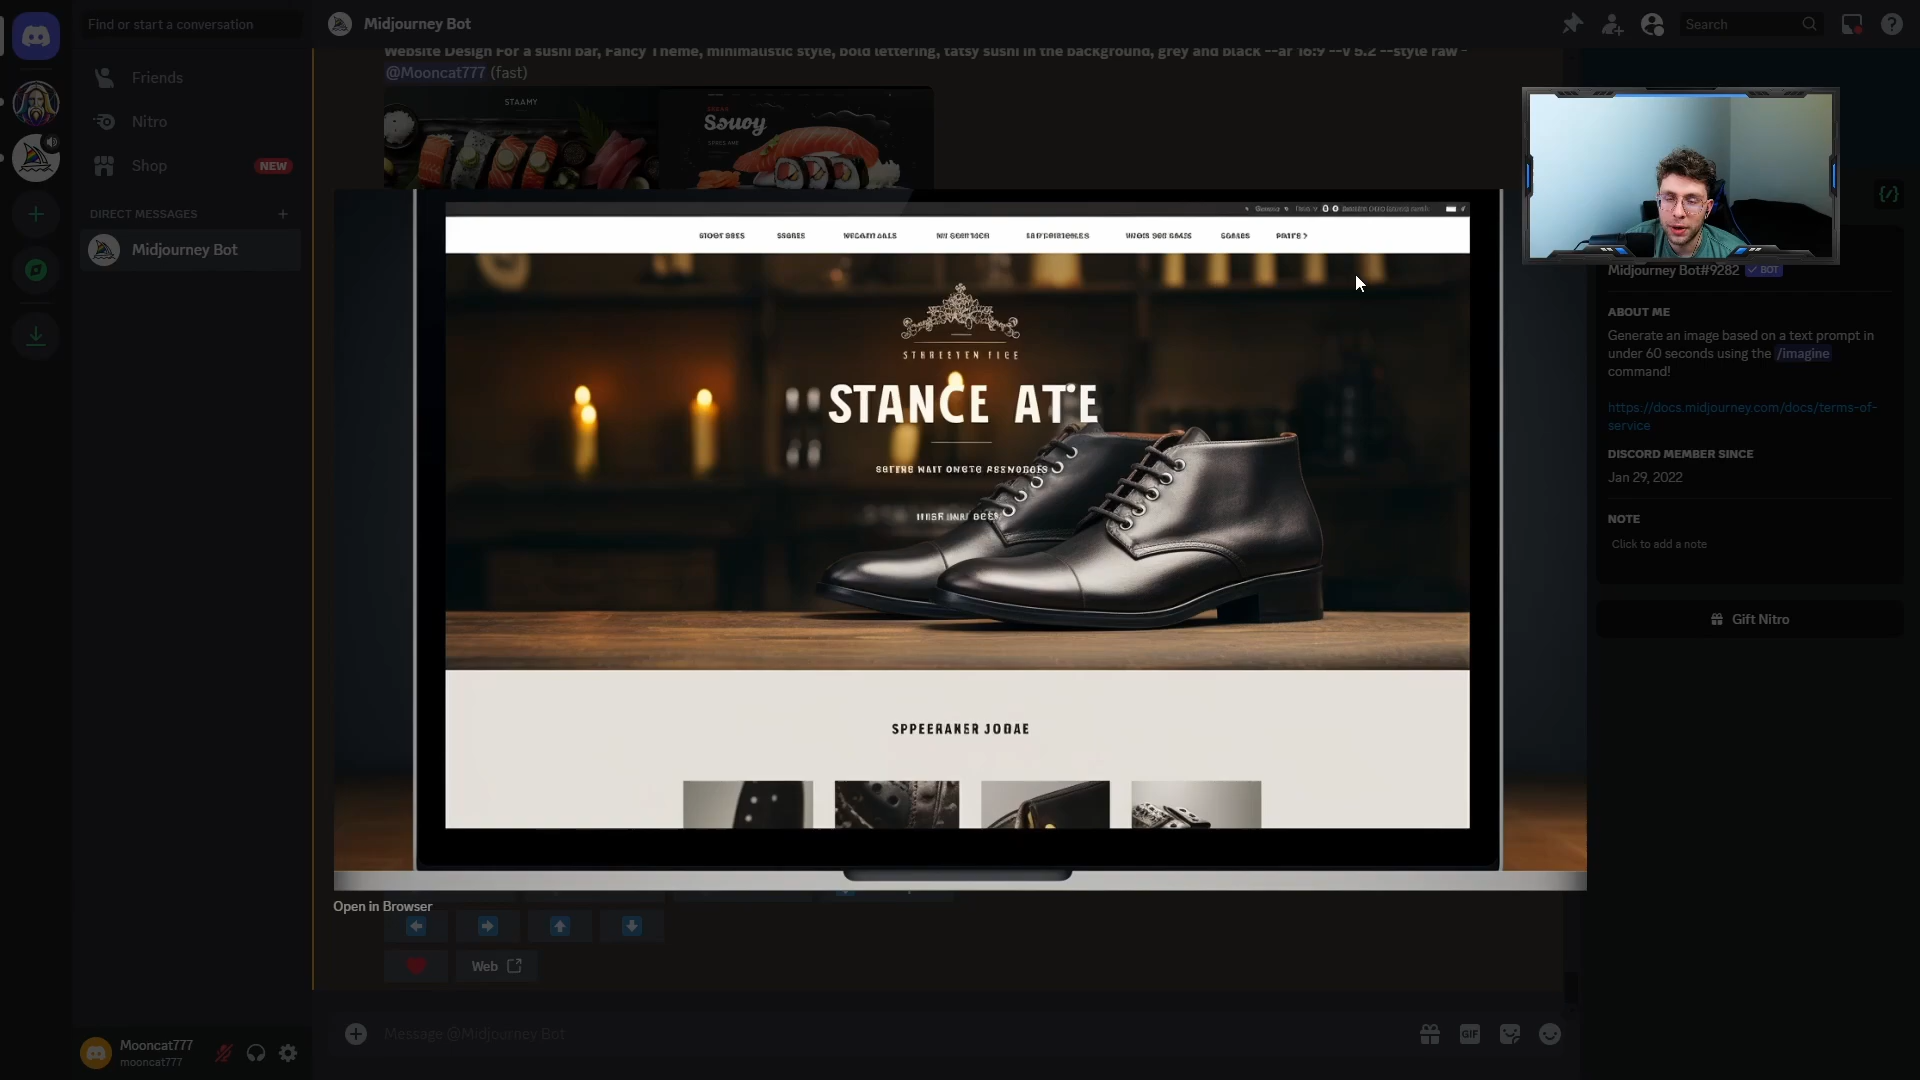 Find or start a conversation
Midjourney Bot
Search
Friends
Nitro
Shop
NEW
DIRECT MESSAGES
Midjourney Bot
Website Design For a sushi bar, Fancy Theme, minimalistic style, bold lettering, tatsy sushi in the background, grey and black --ar 16:9 --v 5.2 --style raw -
@Mooncat777 (fast)
STAAMY
Ssuoy
STANCE ATE
SPPEERANER JODAE
Open in Browser
Web
Message @Midjourney Bot
GIF
Mooncat777
mooncat777
Midjourney Bot#9282
BOT
ABOUT ME
Generate an image based on a text prompt in
under 60 seconds using the /imagine
command!
https://docs.midjourney.com/docs/terms-of-
service
DISCORD MEMBER SINCE
Jan 29, 2022
NOTE
Click to add a note
Gift Nitro